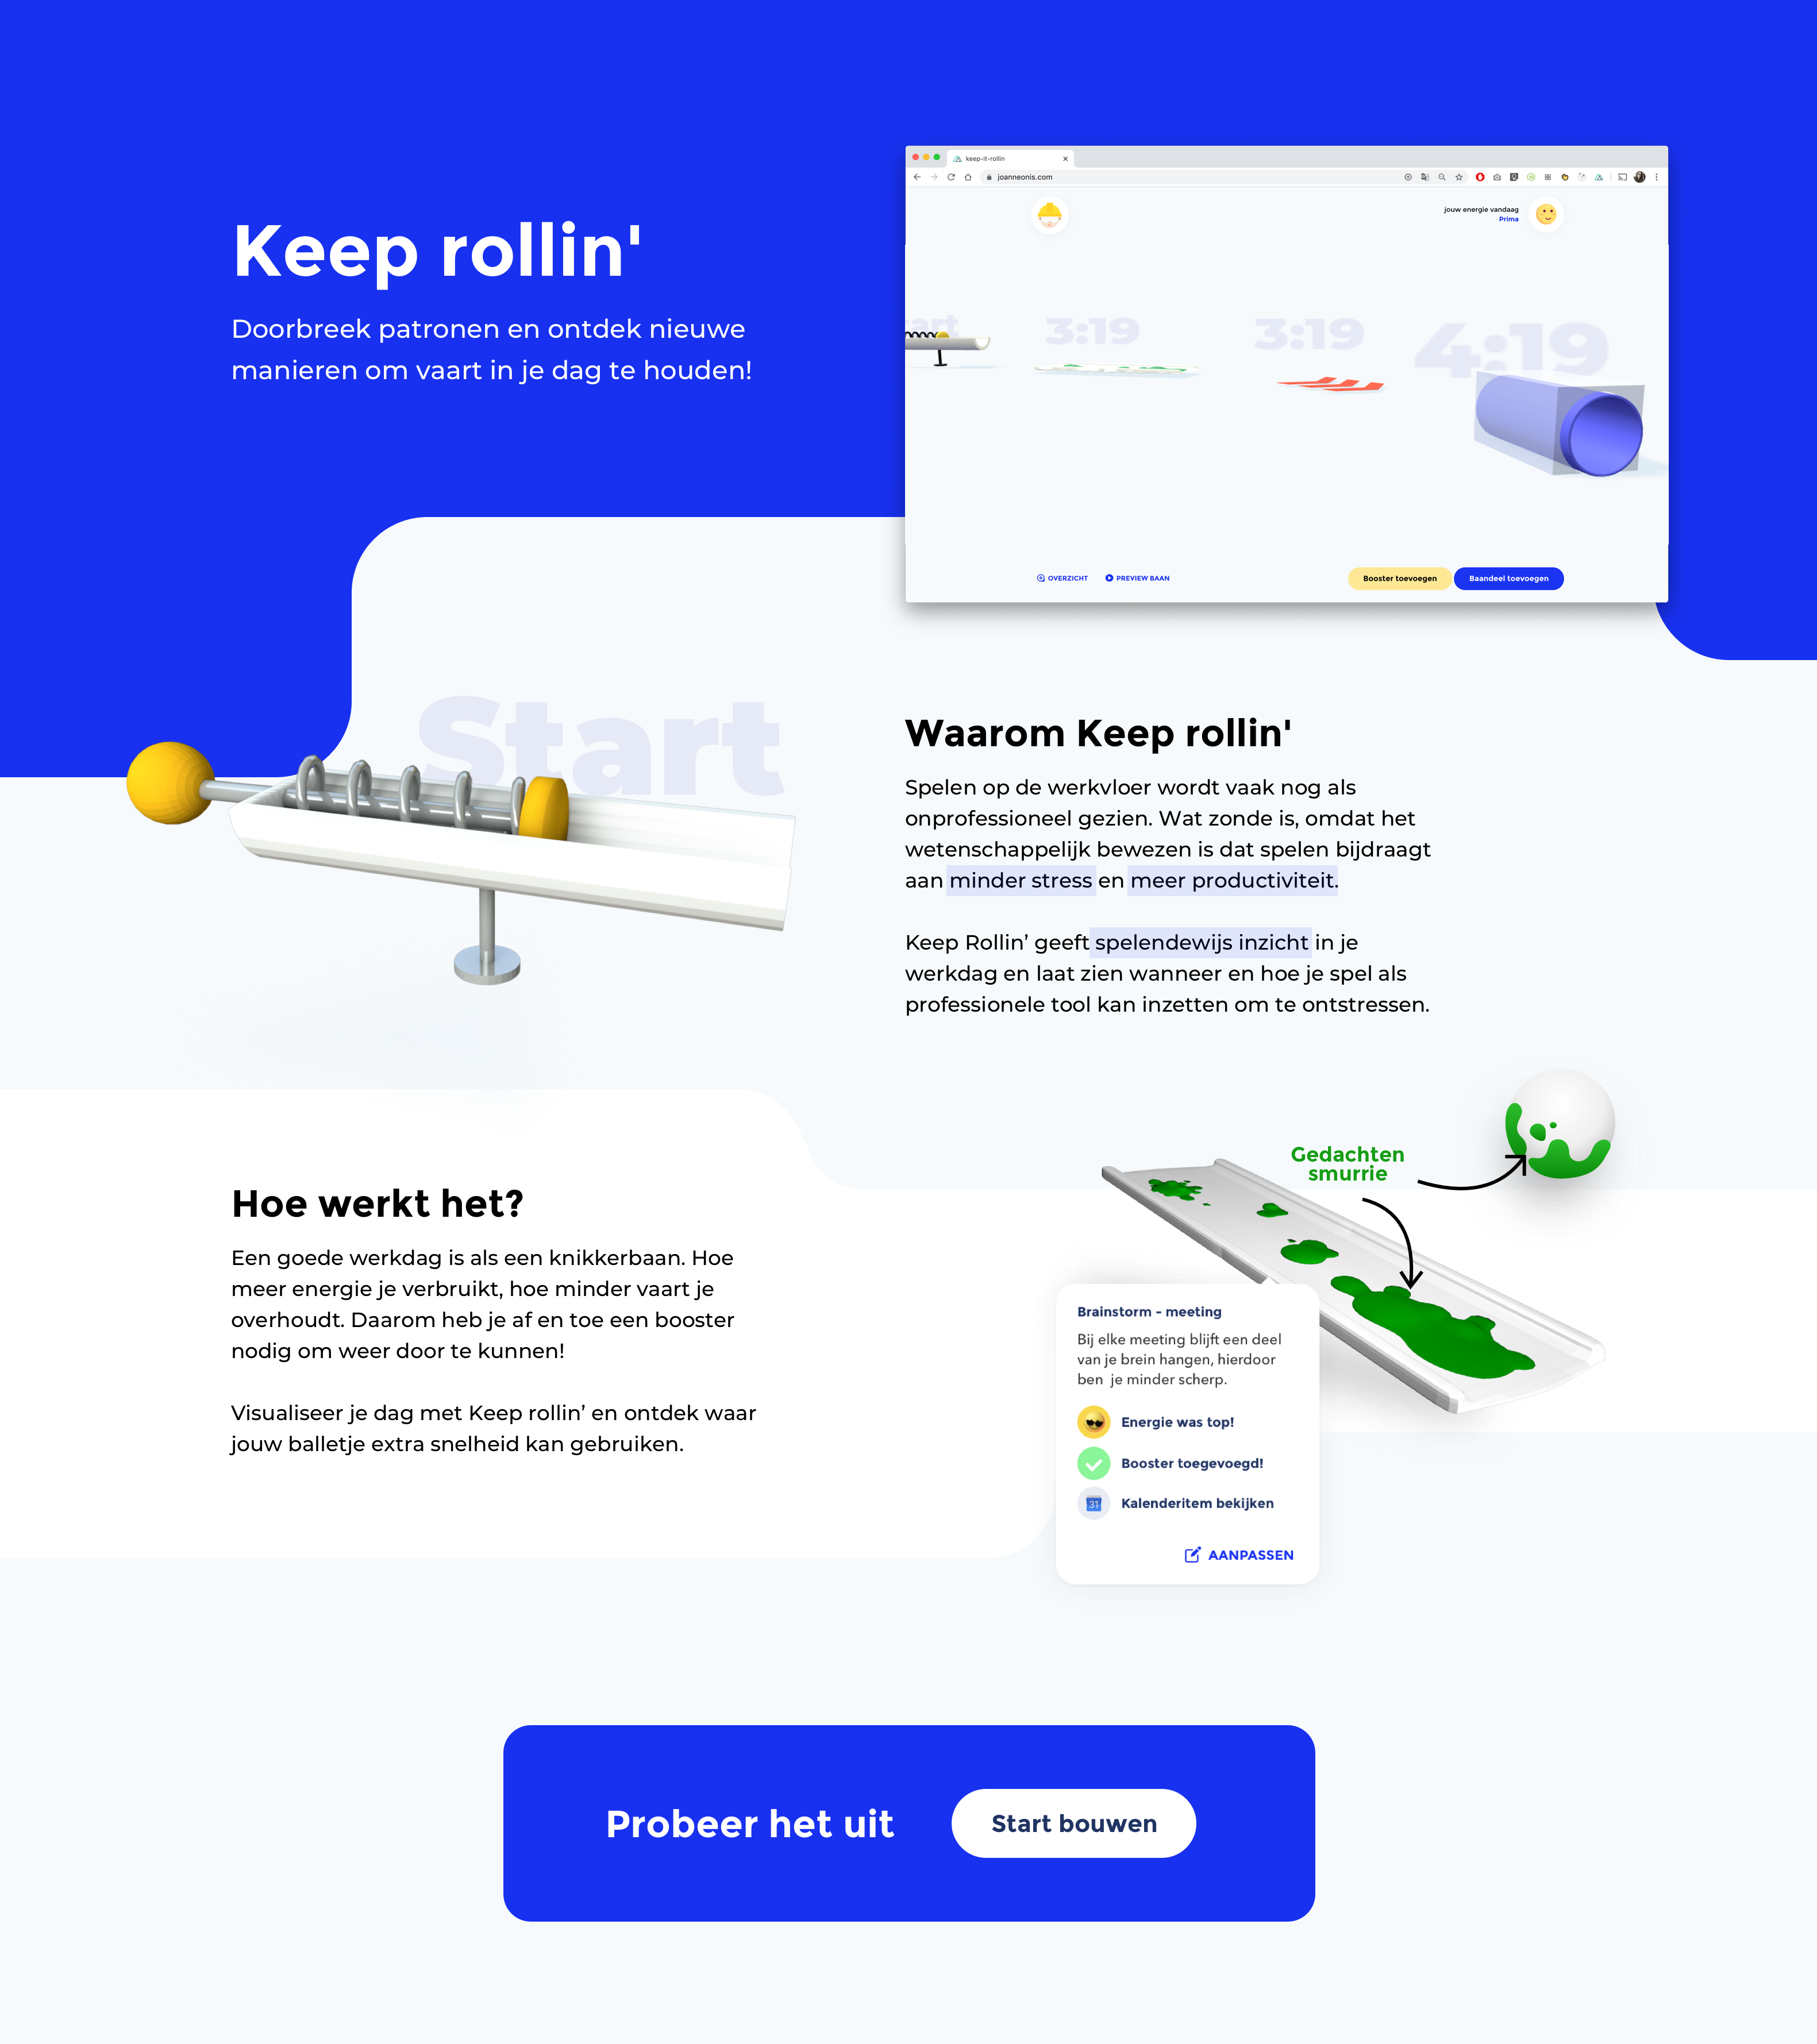 Keep rollin'
Doorbreek patronen en ontdek nieuwe
manieren om vaart in je dag te houden!
keep-it-rollin
joanneonis.com
jouw energie vandaag
Prima
art
3:19
3:19
4:19
OVERZICHT
PREVIEW BAAN
Booster toevoegen
Baandeel toevoegen
Start
Waarom Keep rollin'
Spelen op de werkvloer wordt vaak nog als
onprofessioneel gezien. Wat zonde is, omdat het
wetenschappelijk bewezen is dat spelen bijdraagt
aan minder stress en meer productiviteit.
Keep Rollin’ geeft spelendewijs inzicht in je
werkdag en laat zien wanneer en hoe je spel als
professionele tool kan inzetten om te ontstressen.
Hoe werkt het?
Een goede werkdag is als een knikkerbaan. Hoe
meer energie je verbruikt, hoe minder vaart je
overhoudt. Daarom heb je af en toe een booster
nodig om weer door te kunnen!
Visualiseer je dag met Keep rollin’ en ontdek waar
jouw balletje extra snelheid kan gebruiken.
Gedachten
smurrie
Brainstorm - meeting
Bij elke meeting blijft een deel
van je brein hangen, hierdoor
ben je minder scherp.
Energie was top!
Booster toegevoegd!
31
Kalenderitem bekijken
AANPASSEN
Probeer het uit
Start bouwen